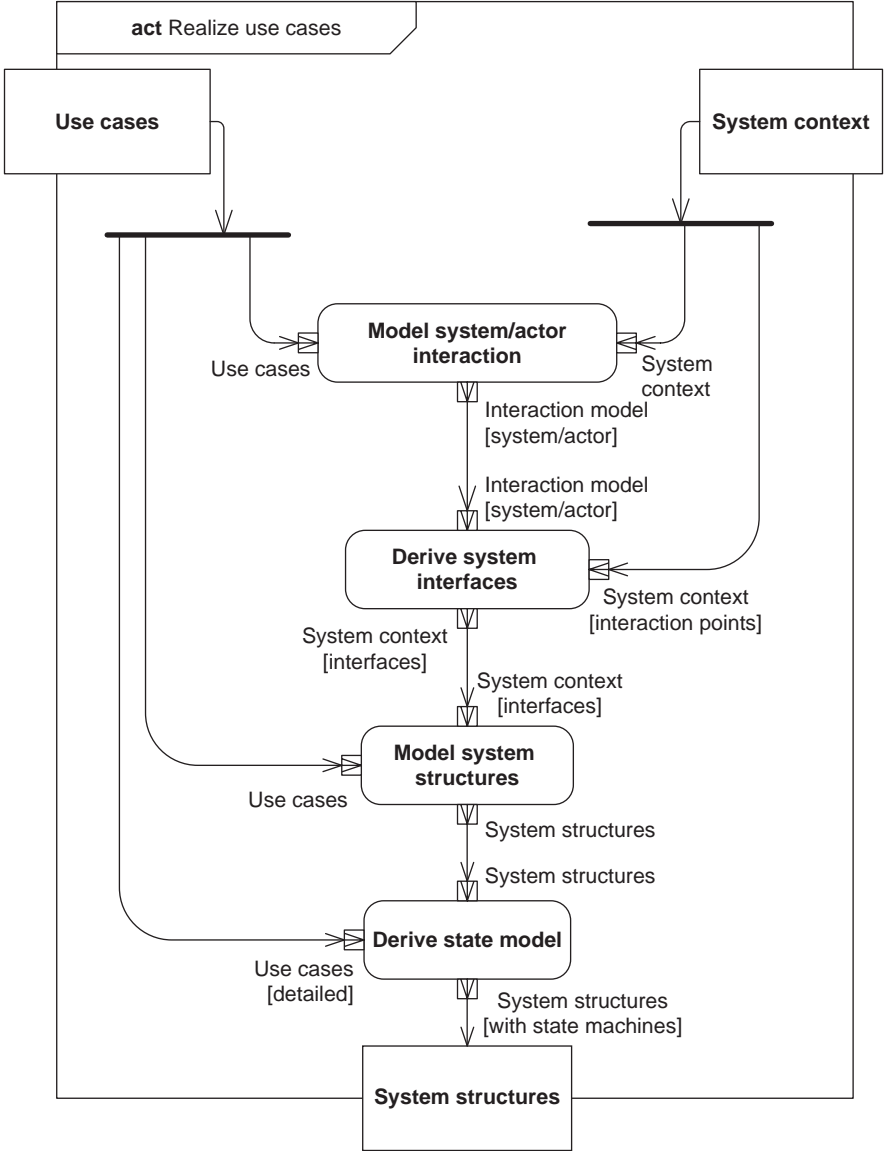 act Realize use cases
Use cases
System context
Model system/actor
interaction
Use cases
System
context
Interaction model
[system/actor]
Interaction model
[system/actor]
Derive system
interfaces
System context
[interaction points]
System context
[interfaces]
System context
[interfaces]
Model system
structures
Use cases
System structures
System structures
Derive state model
Use cases
[detailed]
System structures
[with state machines]
System structures